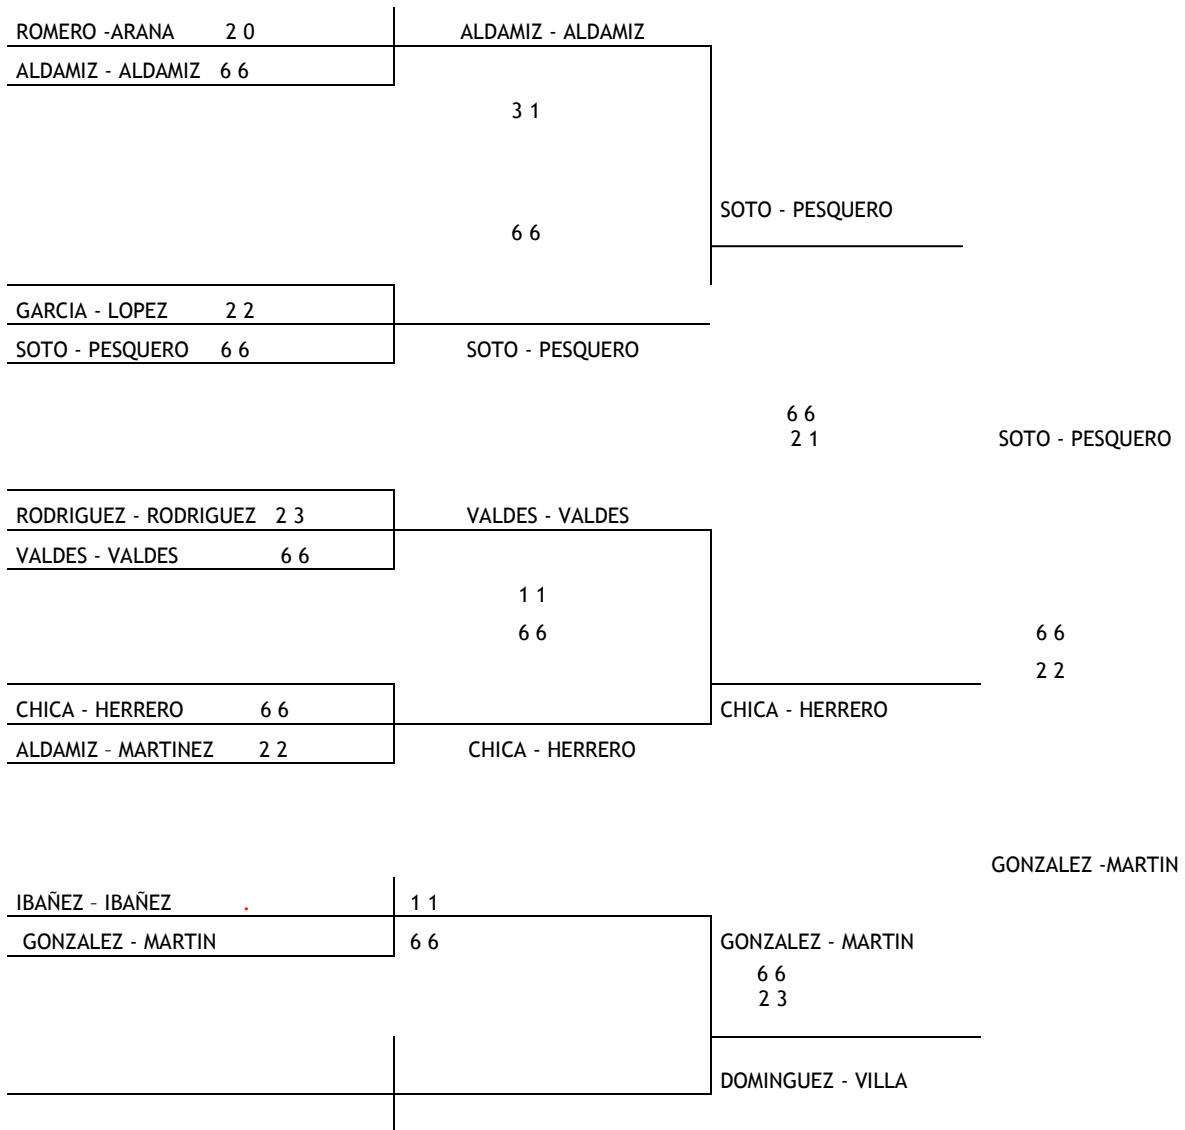 ROMERO -ARANA 2 0 ALDAMIZ - ALDAMIZ
ALDAMIZ - ALDAMIZ 6 6
3 1
SOTO - PESQUERO
6 6
GARCIA - LOPEZ 2 2
SOTO - PESQUERO 6 6 SOTO - PESQUERO
6 6
2 1 SOTO - PESQUERO
RODRIGUEZ - RODRIGUEZ 2 3 VALDES - VALDES
VALDES - VALDES 6 6
1 1
6 6 6 6
2 2
CHICA - HERRERO 6 6 CHICA - HERRERO
ALDAMIZ – MARTINEZ 2 2 CHICA - HERRERO
GONZALEZ -MARTIN
IBAÑEZ – IBAÑEZ . 1 1
GONZALEZ - MARTIN 6 6 GONZALEZ - MARTIN
6 6
2 3
DOMINGUEZ - VILLA